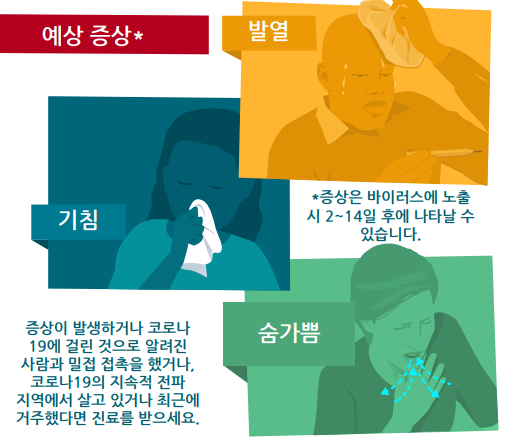 예상 증상*
발열
기침
*증상은 바이러스에 노출
시 2~14일 후에 나타날 수
있습니다.
숨가쁨
증상이 발생하거나 코로나
19에 걸린 것으로 알려진
사람과 밀접 접촉을 했거나,
코로나19의 지속적 전파
지역에서 살고 있거나 최근에
거주했다면 진료를 받으세요.